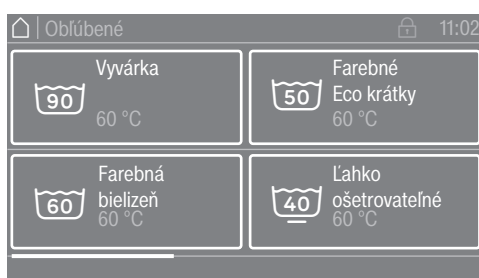 Obľúbené 11:02
Vyvárka
90
60 °C
Farebné
50 Eco krátky
60 °C
Farebná
60 bielizeň
60 °C
Ľahko
40 ošetrovateľné
60 °C